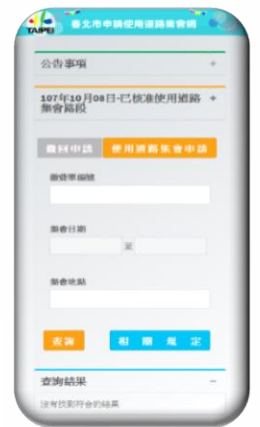 TAIPEI
臺北市申請使用道路集會網
公告事項 +
107年10月08日-已核准使用道路 +
集會路段
撤回申請 使用道路集會申請
繳費單編號
集會日期
至
集會地點
查詢 相關規定
查詢結果 −
沒有找到符合的結果